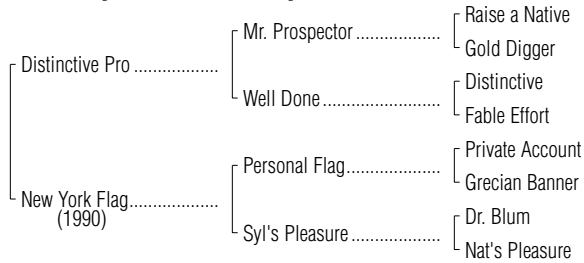 Raise a Native
Mr. Prospector ..................
Gold Digger
Distinctive Pro ..................
Distinctive
Well Done .........................
Fable Effort
Private Account
Personal Flag....................
Grecian Banner
New York Flag...................
(1990)
Dr. Blum
Syl's Pleasure ...................
Nat's Pleasure